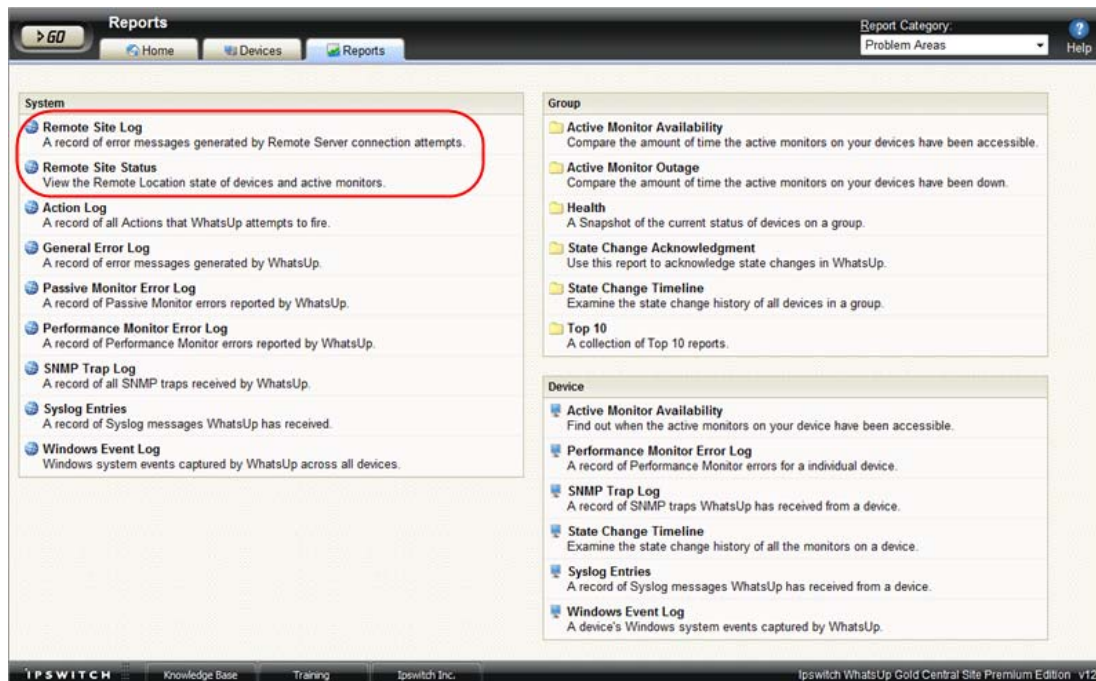 > GO
Reports
Home
Devices
Reports
Report Category:
Problem Areas
Help
System
Remote Site Log
A record of error messages generated by Remote Server connection attempts.
Remote Site Status
View the Remote Location state of devices and active monitors.
Action Log
A record of all Actions that WhatsUp attempts to fire.
General Error Log
A record of error messages generated by WhatsUp.
Passive Monitor Error Log
A record of Passive Monitor errors reported by WhatsUp.
Performance Monitor Error Log
A record of Performance Monitor errors reported by WhatsUp.
SNMP Trap Log
A record of all SNMP traps received by WhatsUp.
Syslog Entries
A record of Syslog messages WhatsUp has received.
Windows Event Log
Windows system events captured by WhatsUp across all devices.
Group
Active Monitor Availability
Compare the amount of time the active monitors on your devices have been accessible.
Active Monitor Outage
Compare the amount of time the active monitors on your devices have been down.
Health
A Snapshot of the current status of devices on a group.
State Change Acknowledgment
Use this report to acknowledge state changes in WhatsUp.
State Change Timeline
Examine the state change history of all devices in a group.
Top 10
A collection of Top 10 reports.
Device
Active Monitor Availability
Find out when the active monitors on your device have been accessible.
Performance Monitor Error Log
A record of Performance Monitor errors for a individual device.
SNMP Trap Log
A record of SNMP traps WhatsUp has received from a device.
State Change Timeline
Examine the state change history of all the monitors on a device.
Syslog Entries
A record of Syslog messages WhatsUp has received from a device.
Windows Event Log
A device's Windows system events captured by WhatsUp.
IPSWITCH
Knowledge Base
Training
Ipswitch Inc.
Ipswitch WhatsUp Gold Central Site Premium Edition v12